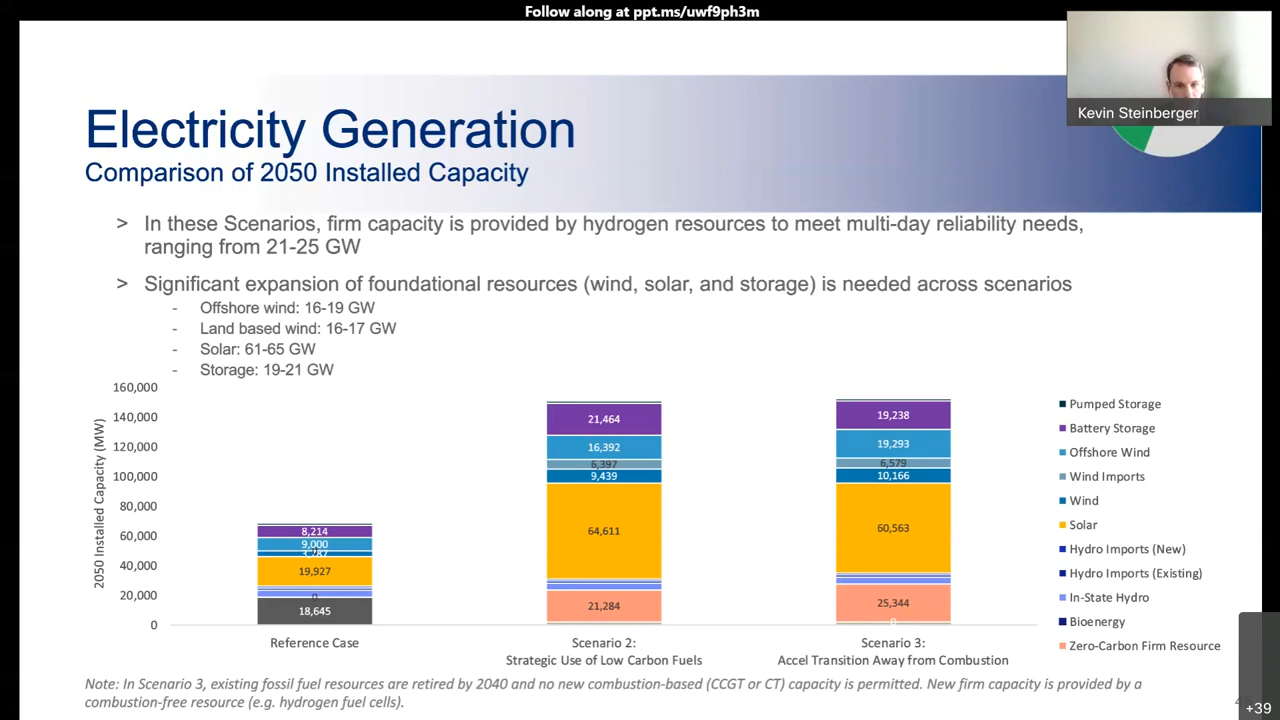 Follow along at ppt.ms/uwf9ph3m
Kevin Steinberger
Electricity Generation
Comparison of 2050 Installed Capacity
> In these Scenarios, firm capacity is provided by hydrogen resources to meet multi-day reliability needs,
ranging from 21-25 GW
> Significant expansion of foundational resources (wind, solar, and storage) is needed across scenarios
- Offshore wind: 16-19 GW
- Land based wind: 16-17 GW
- Solar: 61-65 GW
- Storage: 19-21 GW
2050 Installed Capacity (MW)
160,000
140,000
120,000
100,000
80,000
60,000
40,000
20,000
0
8,214
9,000
19,927
0
18,645
Reference Case
21,464
16,392
6,397
9,439
64,611
21,284
Scenario 2:
Strategic Use of Low Carbon Fuels
19,238
19,293
6,579
10,166
60,563
25,344
0
Scenario 3:
Accel Transition Away from Combustion
Pumped Storage
Battery Storage
Offshore Wind
Wind Imports
Wind
Solar
Hydro Imports (New)
Hydro Imports (Existing)
In-State Hydro
Bioenergy
Zero-Carbon Firm Resource
Note: In Scenario 3, existing fossil fuel resources are retired by 2040 and no new combustion-based (CCGT or CT) capacity is permitted. New firm capacity is provided by a
combustion-free resource (e.g. hydrogen fuel cells).
+39